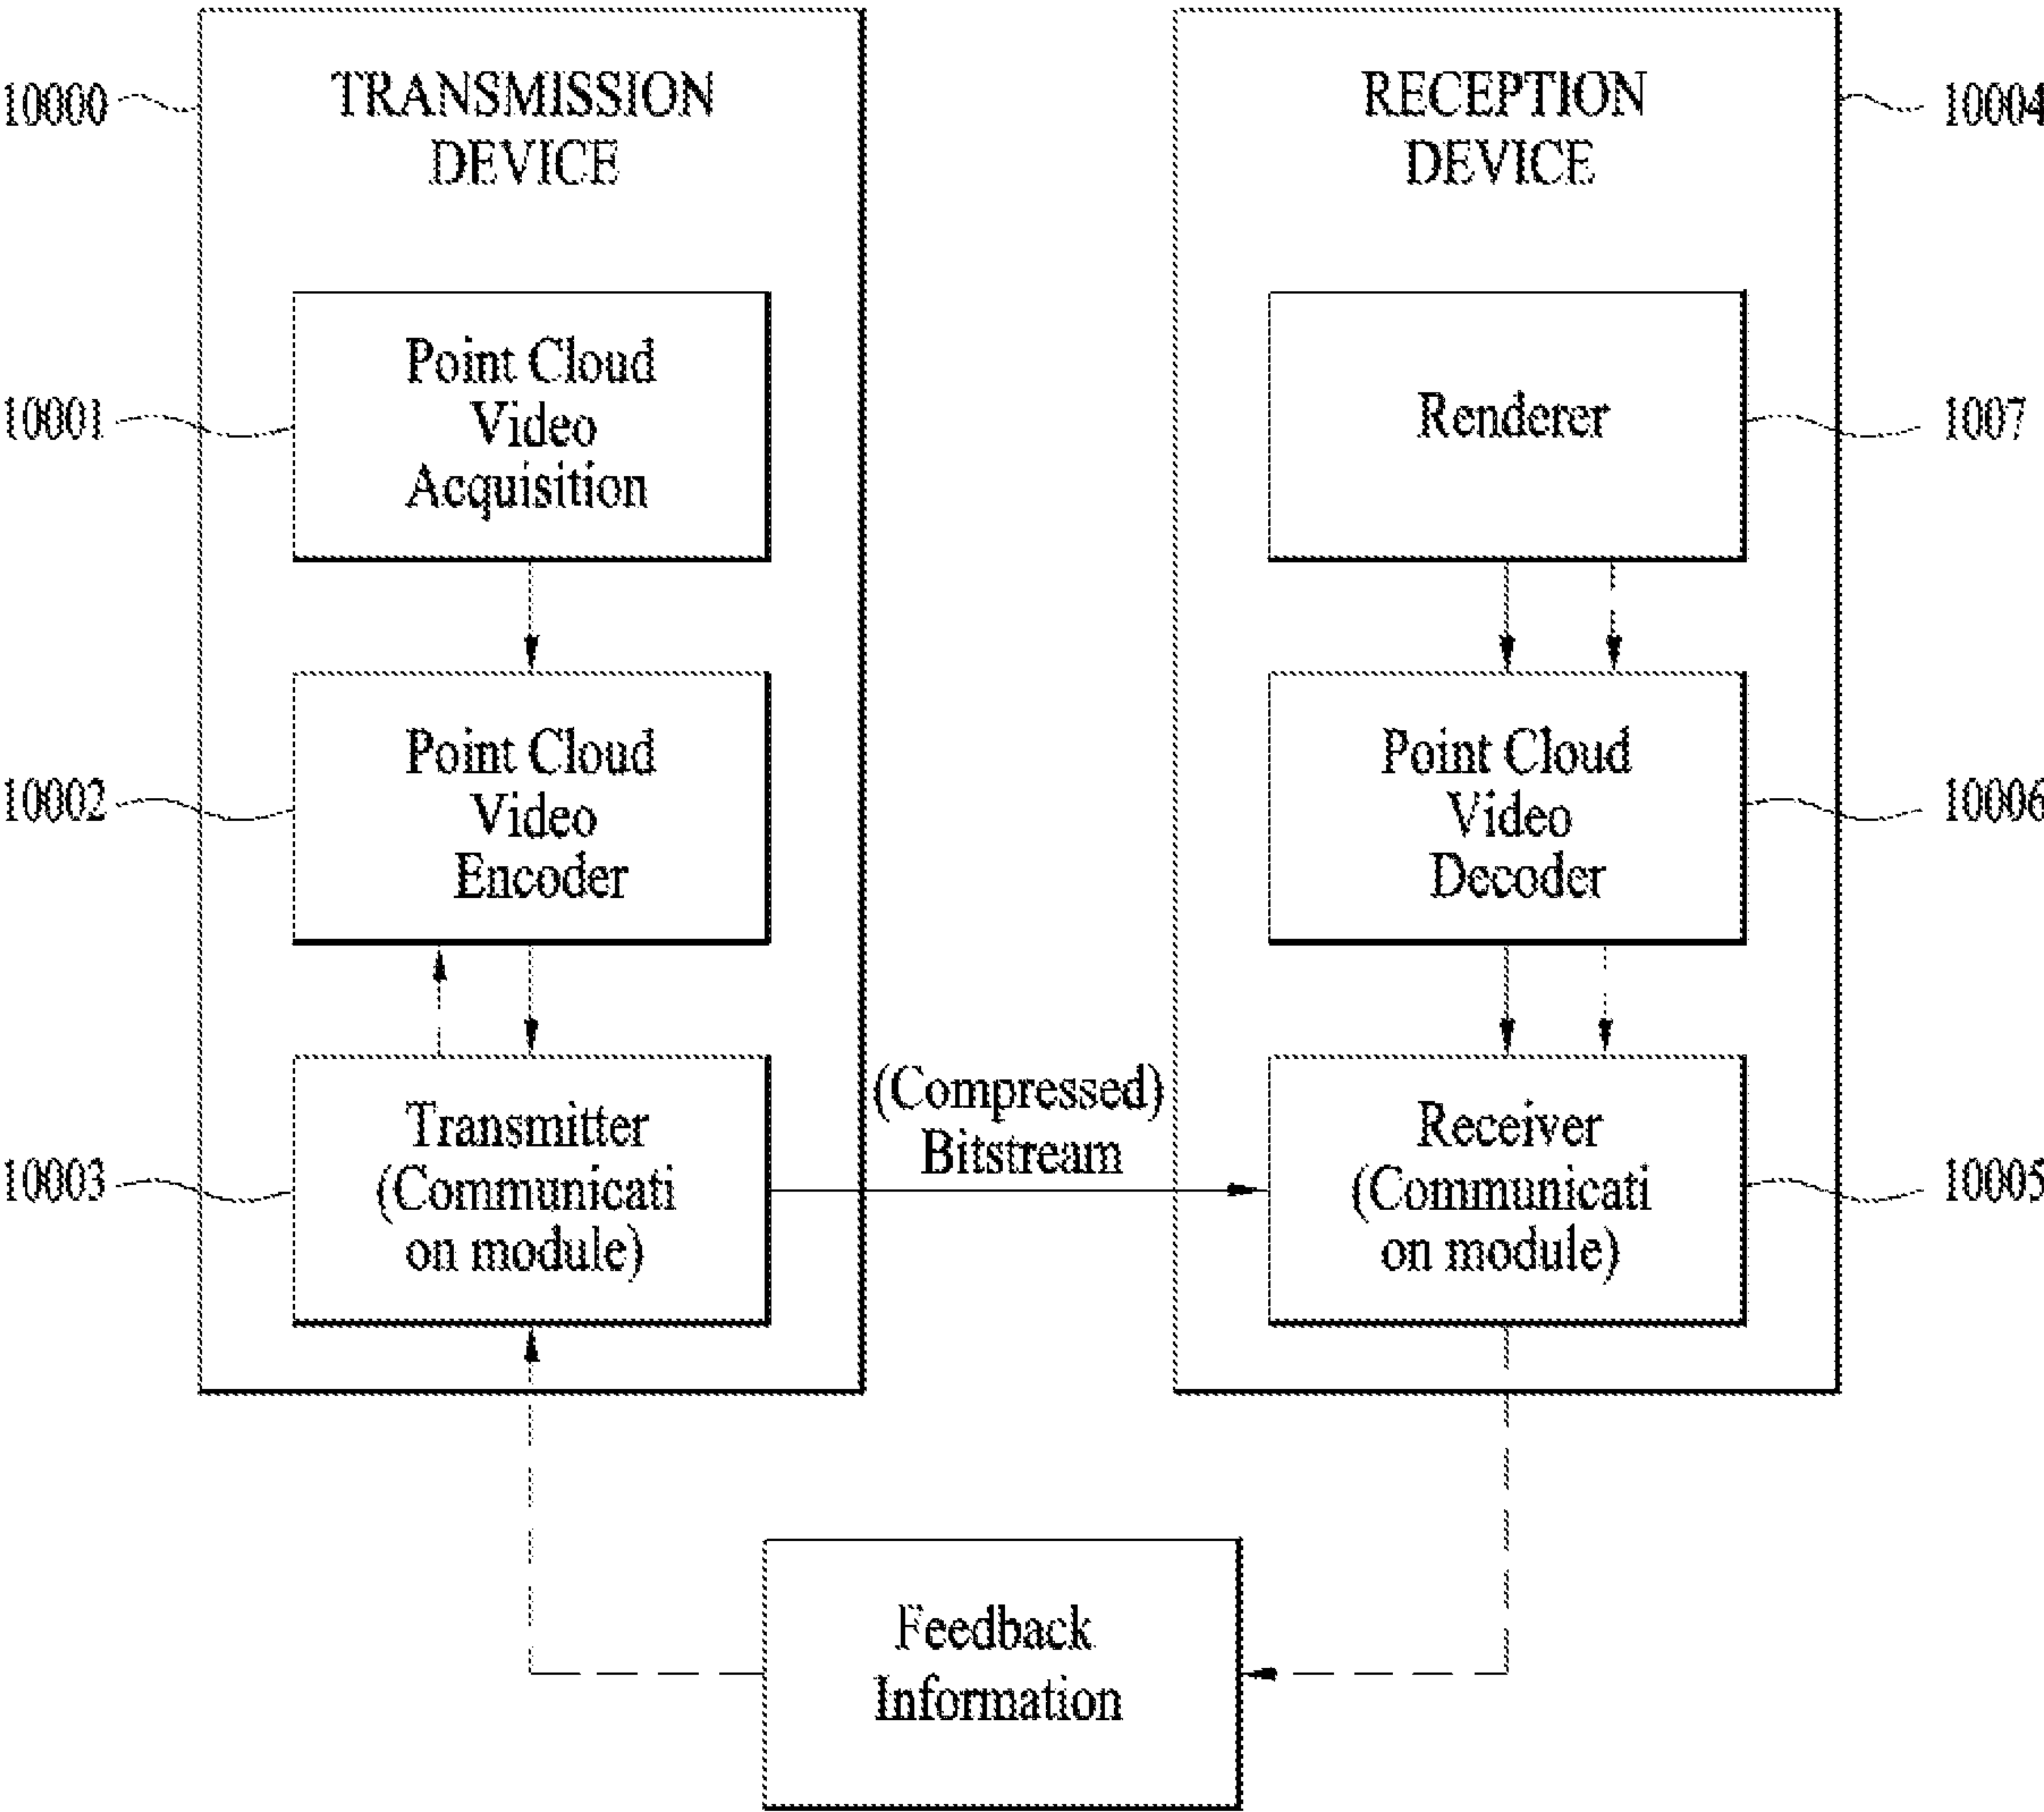 TRANSMISSION
DEVICE
10000
Point Cloud
Video
Acquisition
10001
Point Cloud
Video
Encoder
10002
Transmitter
(Communicati
on module)
10003
(Compressed)
Bitstream
RECEPTION
DEVICE
10004
Renderer
1007
Point Cloud
Video
Decoder
10006
Receiver
(Communicati
on module)
10005
Feedback
Information